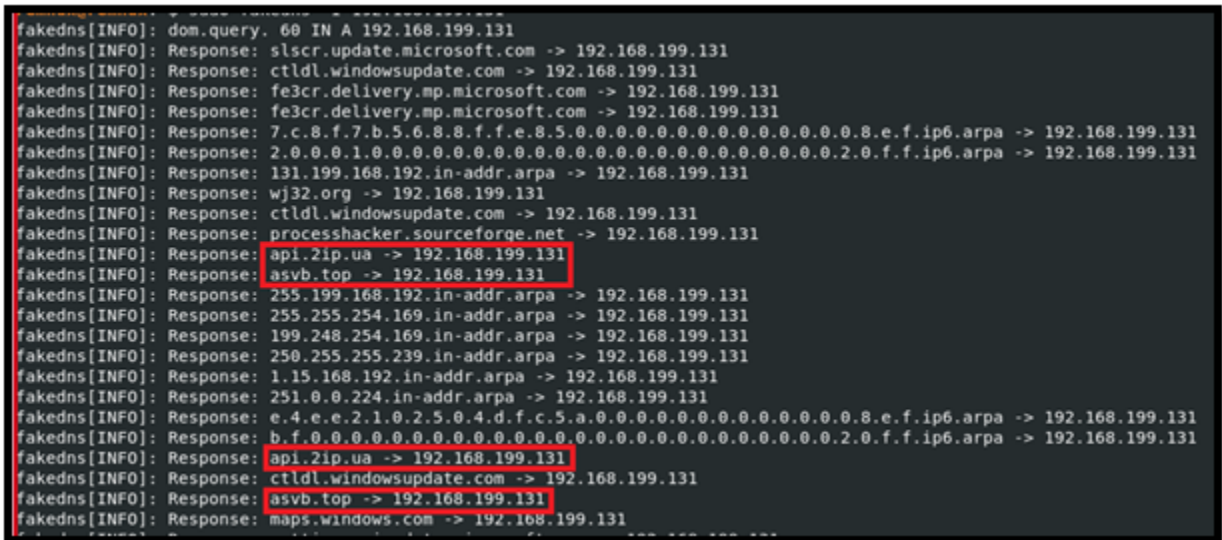 fakedns[INFO]: dom.query. 60 IN A 192.168.199.131
fakedns[INFO]: Response: slscr.update.microsoft.com -> 192.168.199.131
fakedns[INFO]: Response: ctldl.windowsupdate.com -> 192.168.199.131
fakedns[INFO]: Response: fe3cr.delivery.mp.microsoft.com -> 192.168.199.131
fakedns[INFO]: Response: fe3cr.delivery.mp.microsoft.com -> 192.168.199.131
fakedns[INFO]: Response: 7.c.8.f.7.b.5.6.8.8.f.f.e.8.5.0.0.0.0.0.0.0.0.0.0.0.0.0.0.8.e.f.ip6.arpa -> 192.168.199.131
fakedns[INFO]: Response: 2.0.0.0.1.0.0.0.0.0.0.0.0.0.0.0.0.0.0.0.0.0.0.0.0.0.0.0.2.0.f.f.ip6.arpa -> 192.168.199.131
fakedns[INFO]: Response: 131.199.168.192.in-addr.arpa -> 192.168.199.131
fakedns[INFO]: Response: wj32.org -> 192.168.199.131
fakedns[INFO]: Response: ctldl.windowsupdate.com -> 192.168.199.131
fakedns[INFO]: Response: processhacker.sourceforge.net -> 192.168.199.131
fakedns[INFO]: Response: api.2ip.ua -> 192.168.199.131
fakedns[INFO]: Response: asvb.top -> 192.168.199.131
fakedns[INFO]: Response: 255.199.168.192.in-addr.arpa -> 192.168.199.131
fakedns[INFO]: Response: 255.255.254.169.in-addr.arpa -> 192.168.199.131
fakedns[INFO]: Response: 199.248.254.169.in-addr.arpa -> 192.168.199.131
fakedns[INFO]: Response: 250.255.255.239.in-addr.arpa -> 192.168.199.131
fakedns[INFO]: Response: 1.15.168.192.in-addr.arpa -> 192.168.199.131
fakedns[INFO]: Response: 251.0.0.224.in-addr.arpa -> 192.168.199.131
fakedns[INFO]: Response: e.4.e.e.2.1.0.2.5.0.4.d.f.c.5.a.0.0.0.0.0.0.0.0.0.0.0.0.0.8.e.f.ip6.arpa -> 192.168.199.131
fakedns[INFO]: Response: b.f.0.0.0.0.0.0.0.0.0.0.0.0.0.0.0.0.0.0.0.0.0.0.0.0.0.0.2.0.f.f.ip6.arpa -> 192.168.199.131
fakedns[INFO]: Response: api.2ip.ua -> 192.168.199.131
fakedns[INFO]: Response: ctldl.windowsupdate.com -> 192.168.199.131
fakedns[INFO]: Response: asvb.top -> 192.168.199.131
fakedns[INFO]: Response: maps.windows.com -> 192.168.199.131